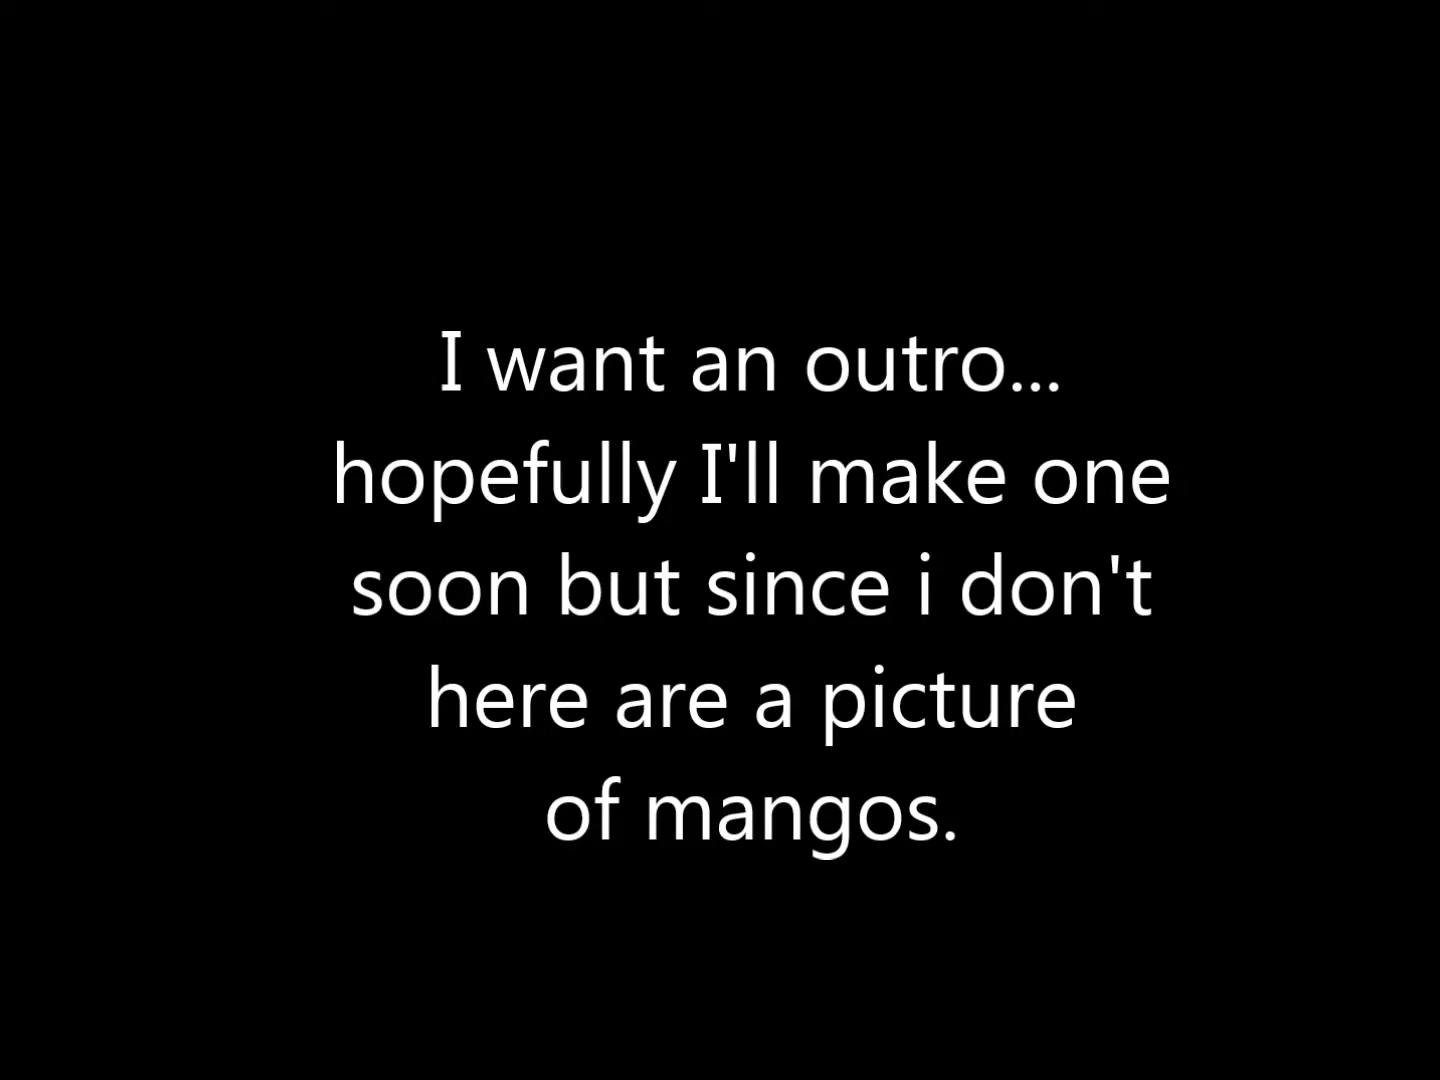 I want an outro...
hopefully I'll make one
soon but since i don't
here are a picture
of mangos.